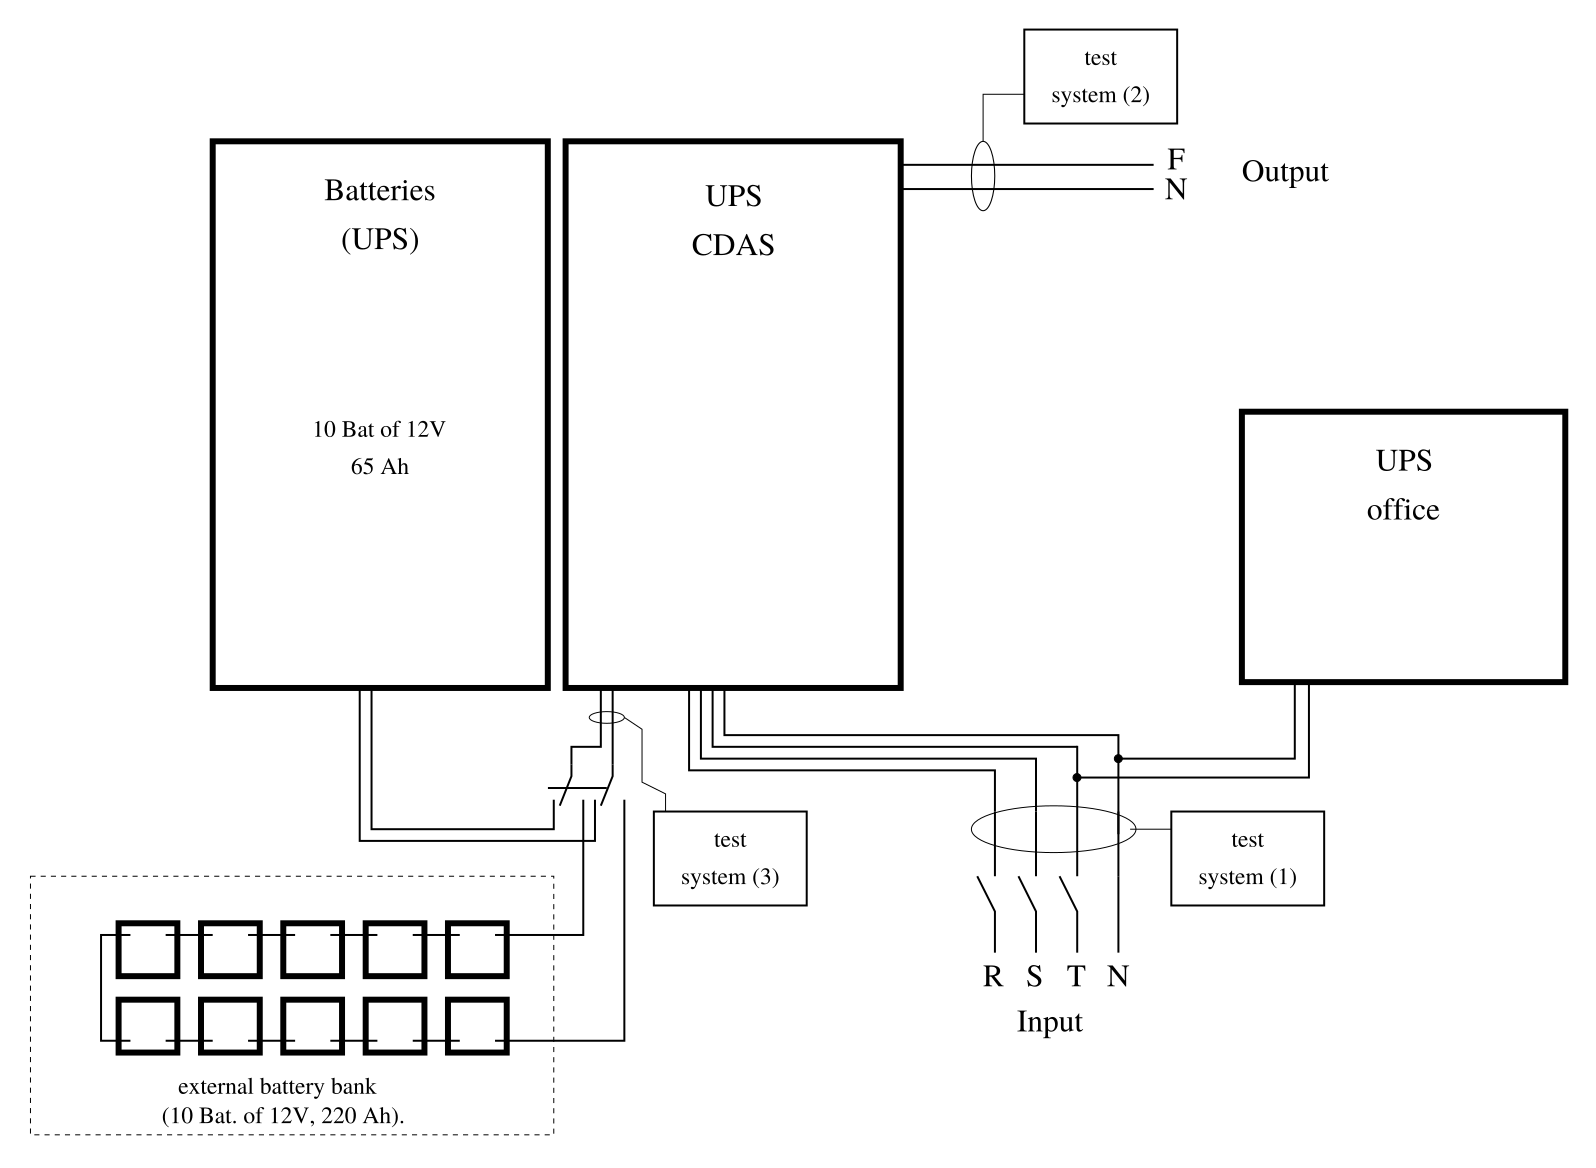 test
system (2)
F
N
Output
Batteries
(UPS)
UPS
CDAS
10 Bat of 12V
65 Ah
UPS
office
test
system (3)
test
system (1)
R S T N
Input
external battery bank
(10 Bat. of 12V, 220 Ah).